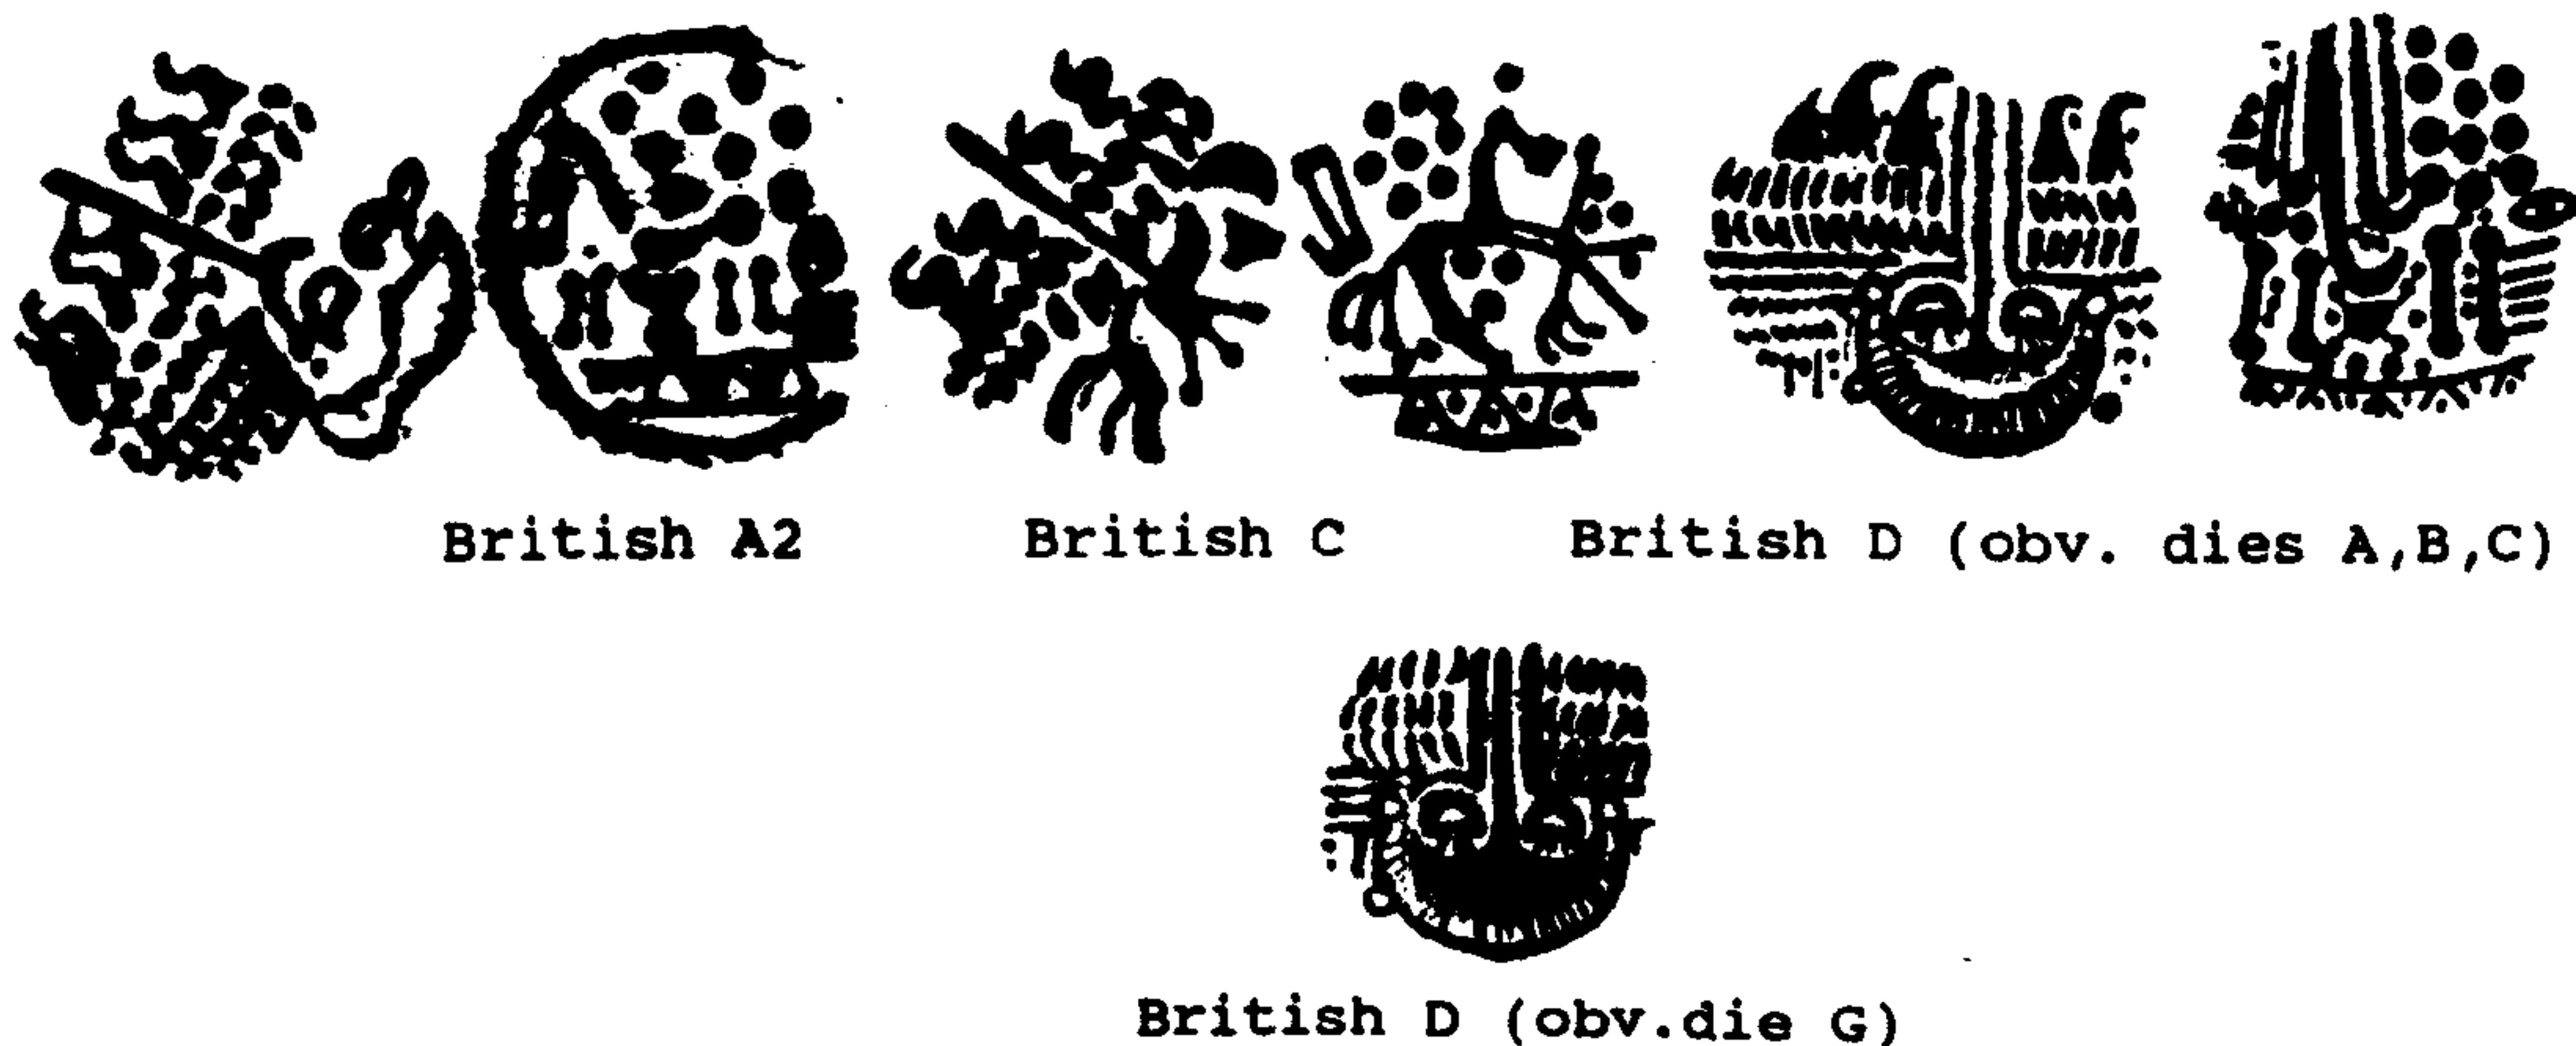 British A2
British C
British D (obv. dies A,B,C)
British D (obv.die G)